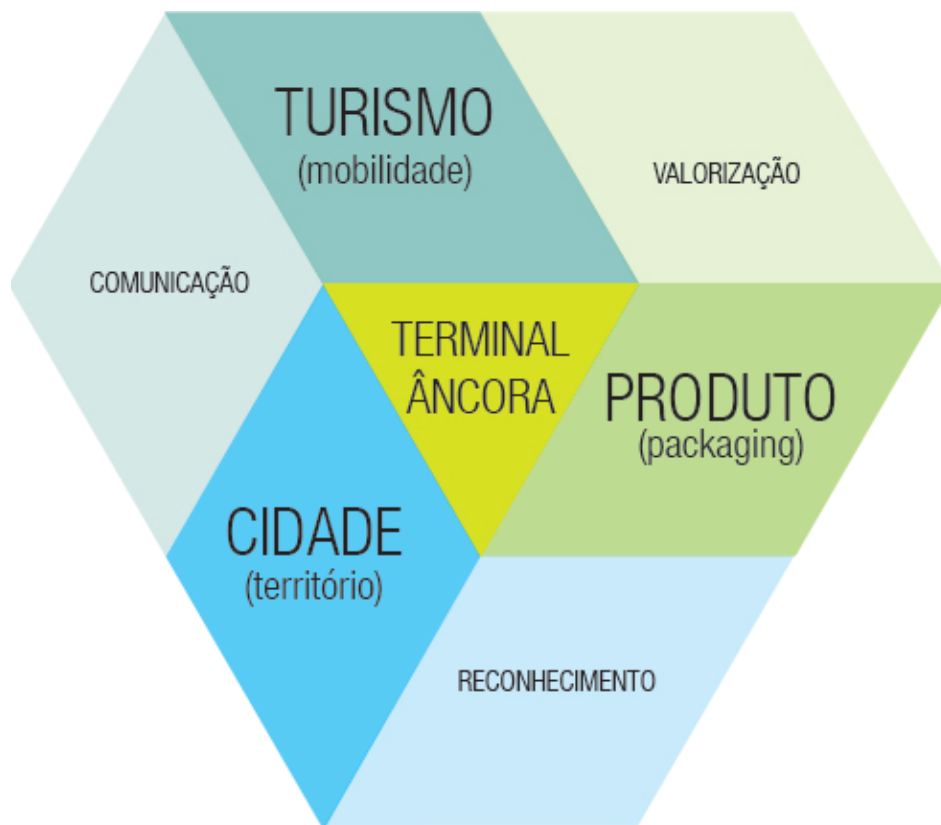 TURISMO
(mobilidade)
VALORIZAÇÃO
COMUNICAÇÃO
TERMINAL
ÂNCORA
PRODUTO
(packaging)
CIDADE
(território)
RECONHECIMENTO